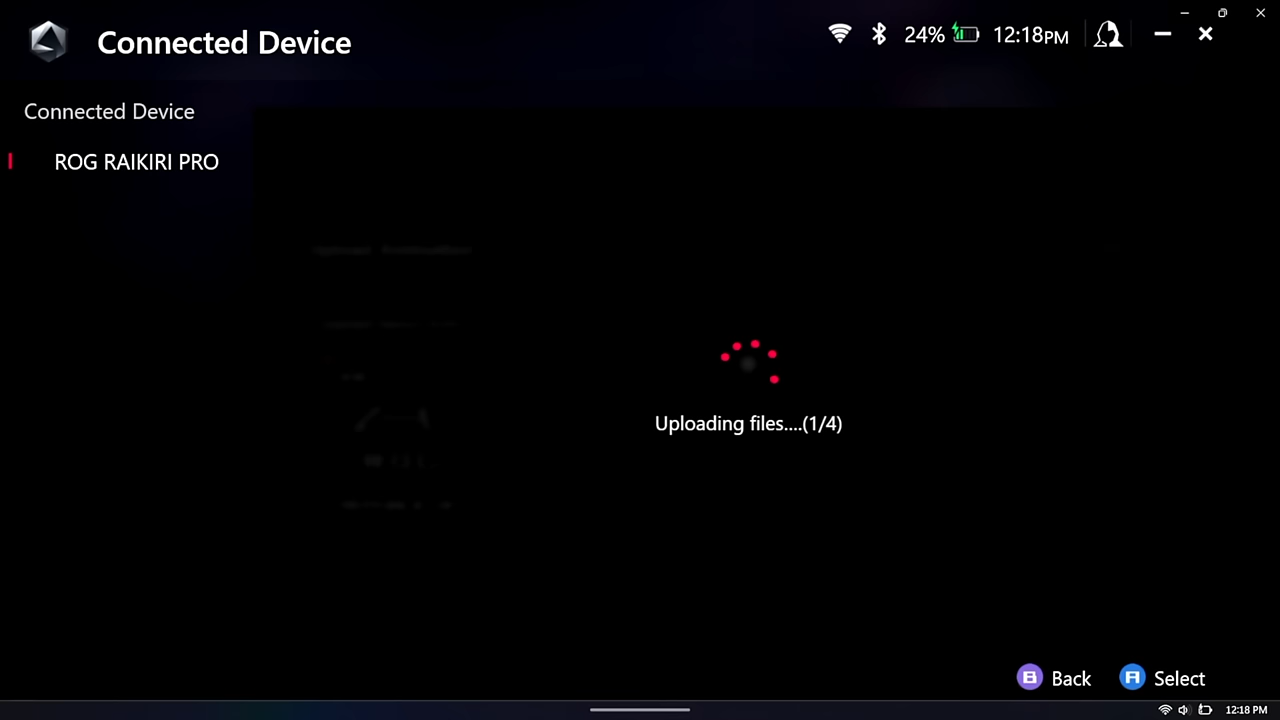 Connected Device
24%
12:18PM
Connected Device
ROG RAIKIRI PRO
Uploading files....(1/4)
B Back
A Select
12:18 PM